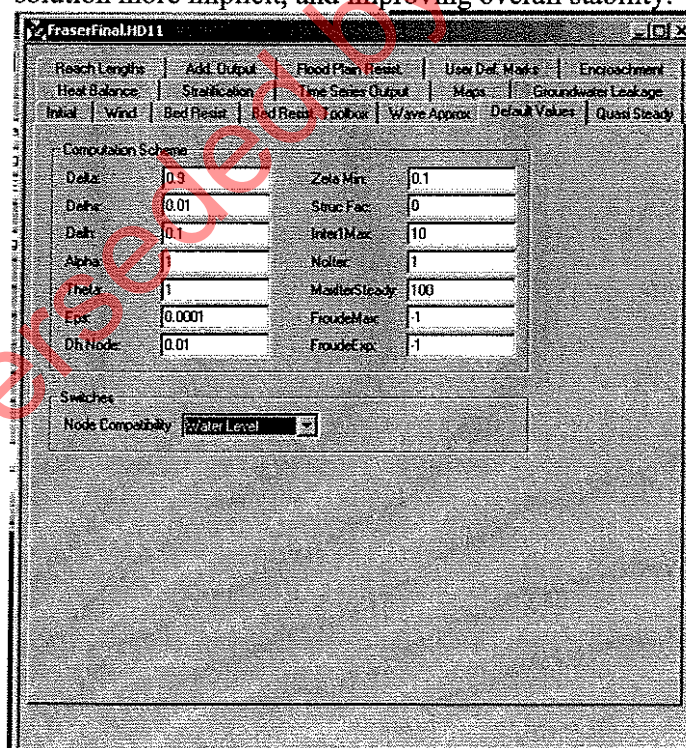 solution more implicit, and improving overall stability.
FraserFinal.HD11
Reach Lengths Add. Output Flood Plain Resist. User Def. Marks Encroachment
Heat Balance Stratification Time Series Output Maps Groundwater Leakage
Initial Wind Bed Resist. Bed Resist. Toolbox Wave Approx Default Values Quasi Steady
Computation Scheme
Delta: 0.9 Zeta Min: 0.1
Delhs: 0.01 Struc Fac: 0
Delh: 0.1 Inter1Max: 10
Alpha: 1 NoIter: 1
Theta: 1 MaxIterSteady: 100
Eps: 0.0001 FroudeMax: -1
Dh Node: 0.01 FroudeExp: -1
Switches
Node Compatibility Water Level
erseded by